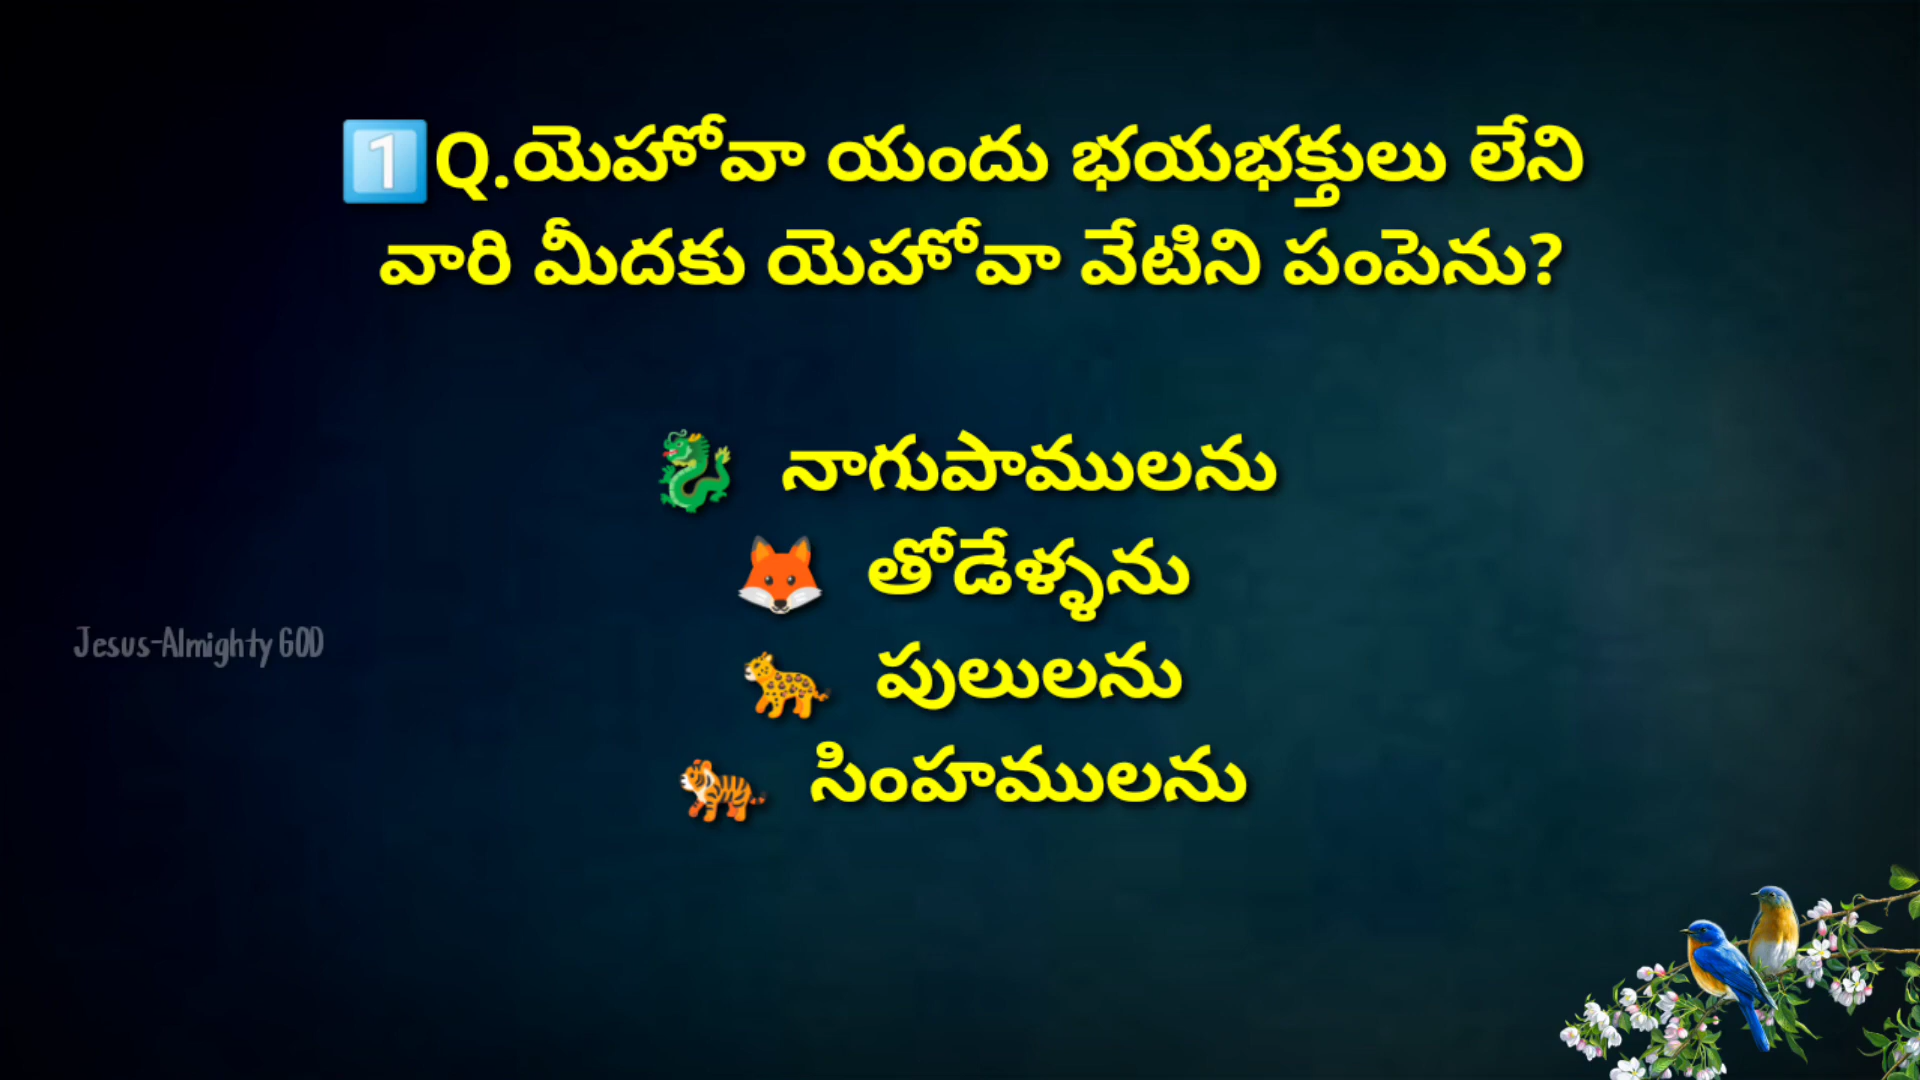 1️⃣Q.యెహోవా యందు భయభక్తులు లేని
వారి మీదకు యెహోవా వేటిని పంపెను?
🐉 నాగుపాములను
🦊 తోడేళ్ళను
🐆 పులులను
🐅 సింహములను
Jesus-Almighty GOD